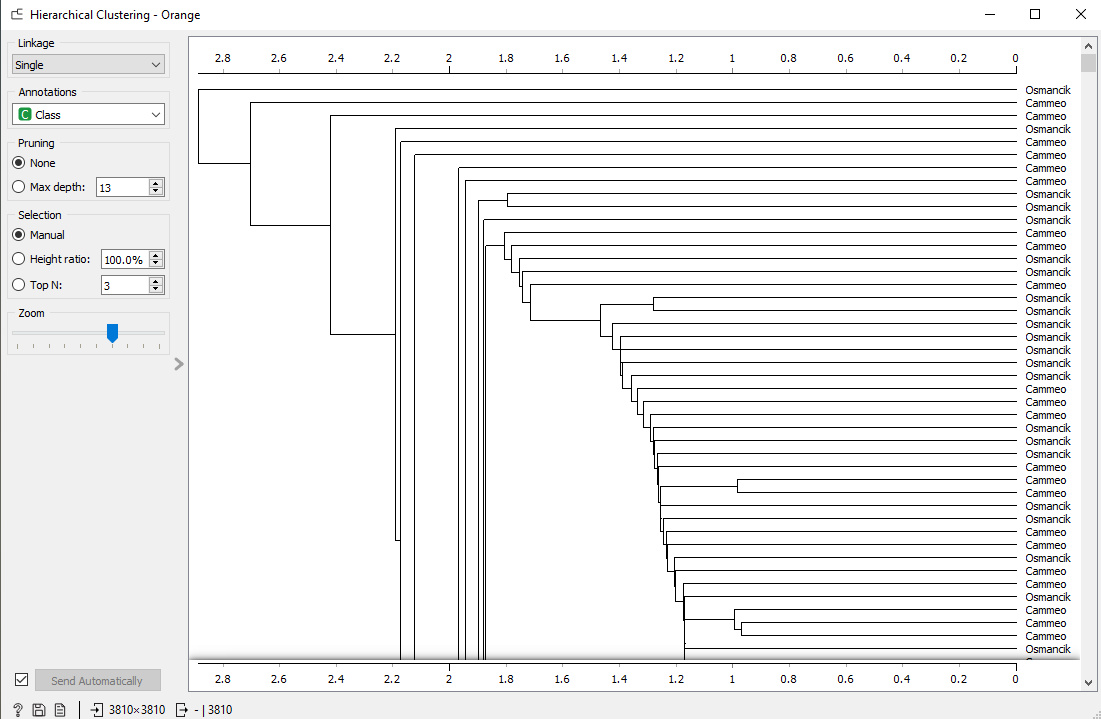 Hierarchical Clustering - Orange
Linkage
Single
Annotations
C Class
Pruning
None
Max depth: 13
Selection
Manual
Height ratio: 100.0%
Top N: 3
Zoom
Send Automatically
? 3810×3810 - | 3810
2.8 2.6 2.4 2.2 2 1.8 1.6 1.4 1.2 1 0.8 0.6 0.4 0.2 0
Osmancik
Cammeo
Cammeo
Osmancik
Cammeo
Cammeo
Cammeo
Cammeo
Osmancik
Osmancik
Osmancik
Cammeo
Cammeo
Osmancik
Osmancik
Cammeo
Osmancik
Osmancik
Osmancik
Osmancik
Osmancik
Osmancik
Osmancik
Cammeo
Cammeo
Cammeo
Osmancik
Osmancik
Osmancik
Cammeo
Cammeo
Cammeo
Osmancik
Osmancik
Cammeo
Osmancik
Cammeo
Cammeo
Osmancik
Cammeo
Cammeo
Cammeo
Osmancik
2.8 2.6 2.4 2.2 2 1.8 1.6 1.4 1.2 1 0.8 0.6 0.4 0.2 0